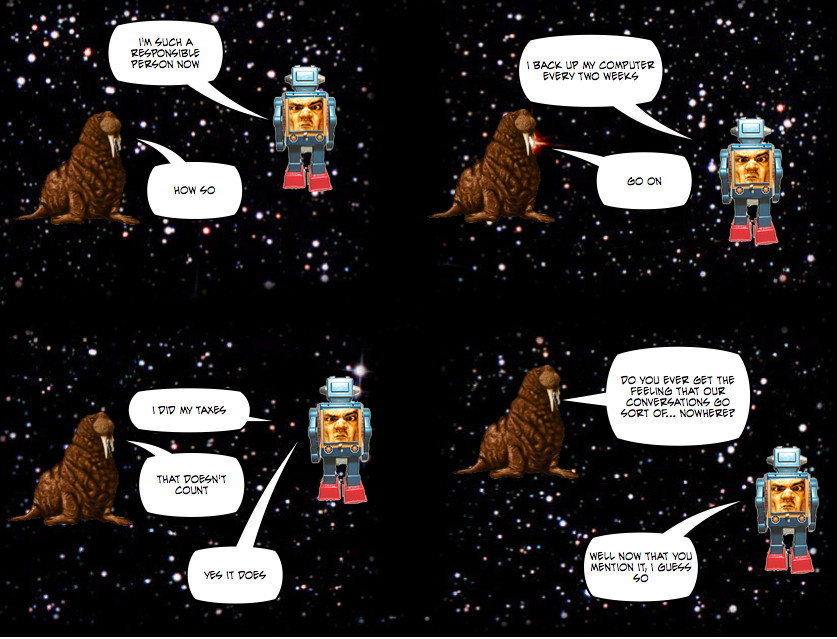 I'M SUCH A
RESPONSIBLE
PERSON NOW
HOW SO
I BACK UP MY COMPUTER
EVERY TWO WEEKS
GO ON
I DID MY TAXES
THAT DOESN'T
COUNT
YES IT DOES
DO YOU EVER GET THE
FEELING THAT OUR
CONVERSATIONS GO
SORT OF... NOWHERE?
WELL NOW THAT YOU
MENTION IT, I GUESS
SO